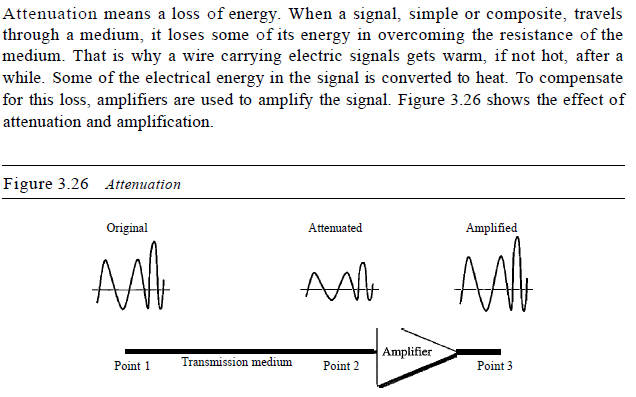 Attenuation means a loss of energy. When a signal, simple or composite, travels
through a medium, it loses some of its energy in overcoming the resistance of the
medium. That is why a wire carrying electric signals gets warm, if not hot, after a
while. Some of the electrical energy in the signal is converted to heat. To compensate
for this loss, amplifiers are used to amplify the signal. Figure 3.26 shows the effect of
attenuation and amplification.
Figure 3.26 Attenuation
Original Attenuated Amplified
Amplifier
Point 1 Transmission medium Point 2 Point 3